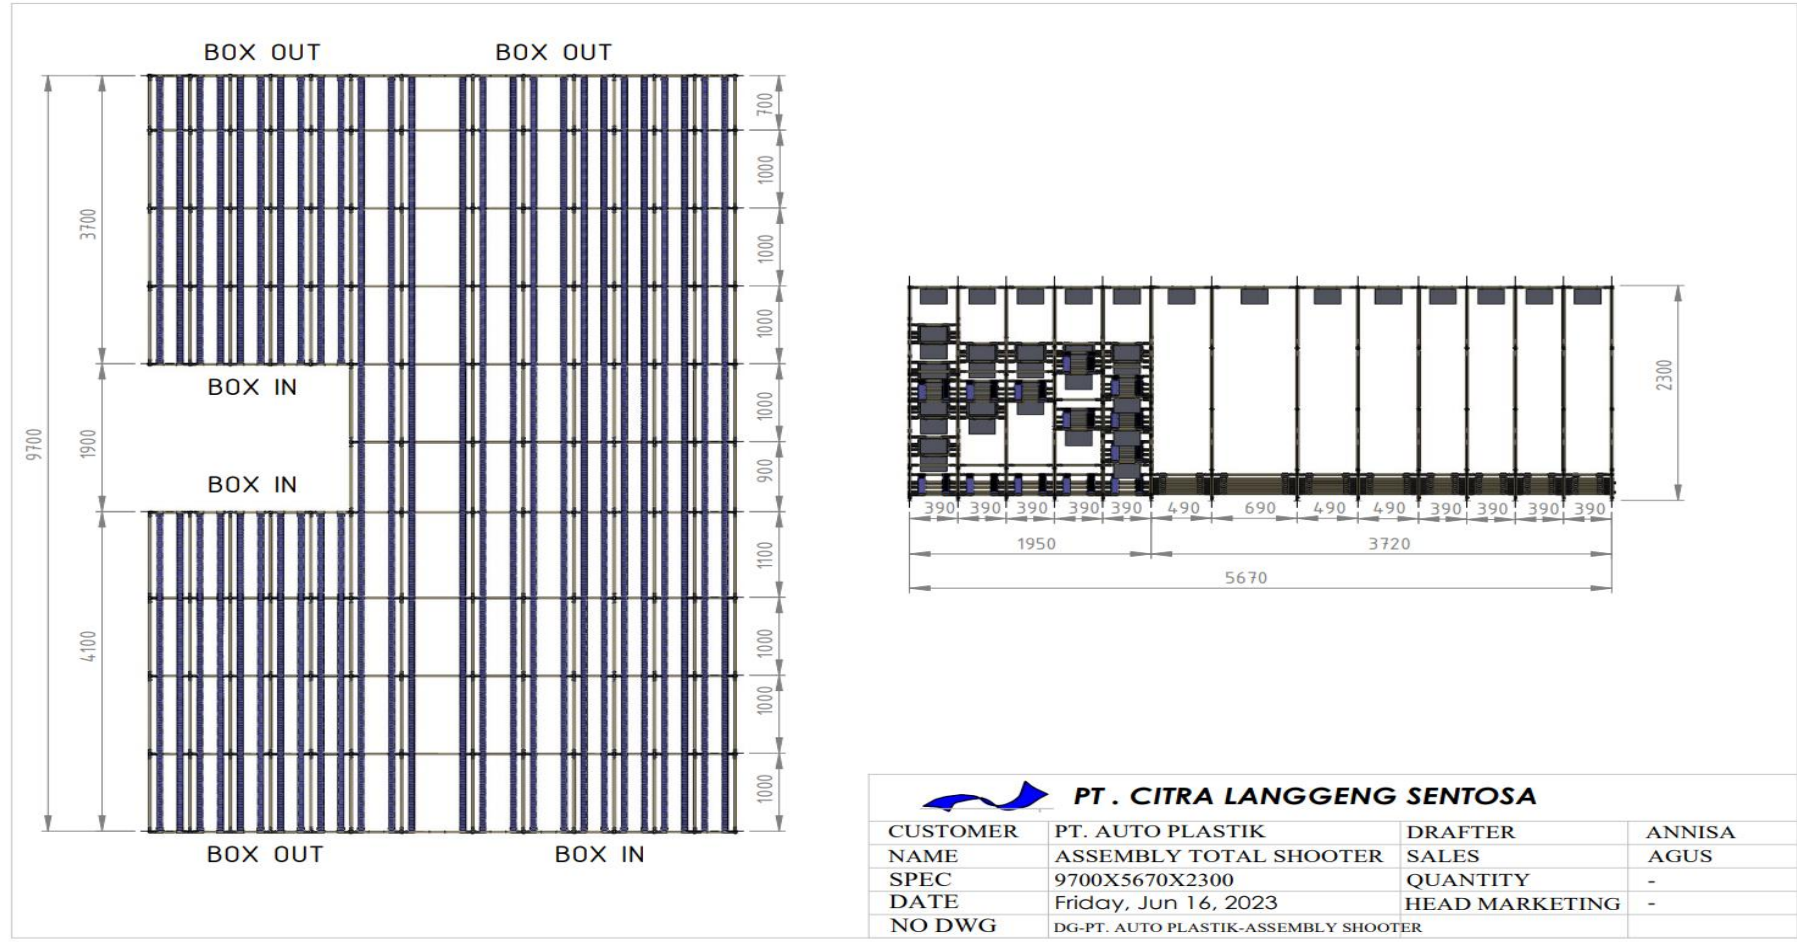 BOX OUT BOX OUT
700
1000
1000
1000
1000
900
1100
1000
1000
1000
3700
1900
4100
9700
BOX IN
BOX IN
BOX OUT BOX IN
2300
390 390 390 390 390 490 690 490 490 390 390 390 390
1950 3720
5670
PT . CITRA LANGGENG SENTOSA
CUSTOMER PT. AUTO PLASTIK DRAFTER ANNISA
NAME ASSEMBLY TOTAL SHOOTER SALES AGUS
SPEC 9700X5670X2300 QUANTITY -
DATE Friday, Jun 16, 2023 HEAD MARKETING -
NO DWG DG-PT. AUTO PLASTIK-ASSEMBLY SHOOTER